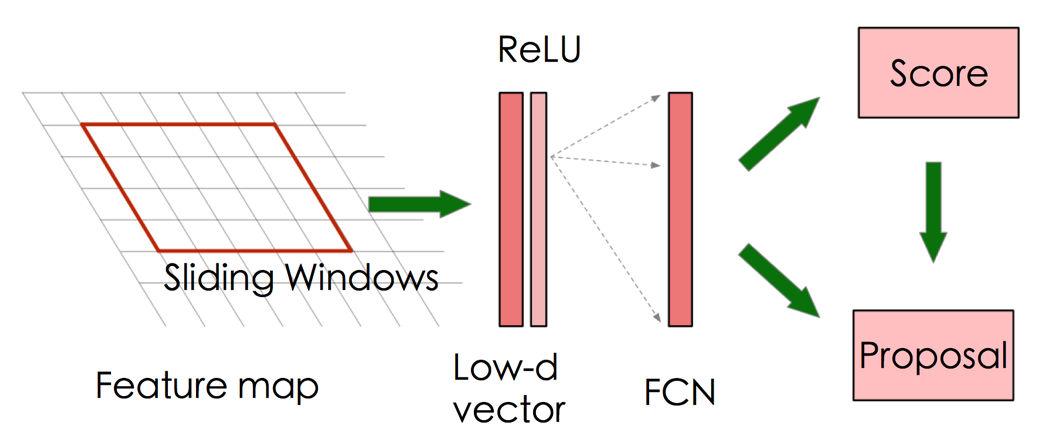 ReLU
Score
Sliding Windows
Proposal
Feature map
Low-d
vector
FCN